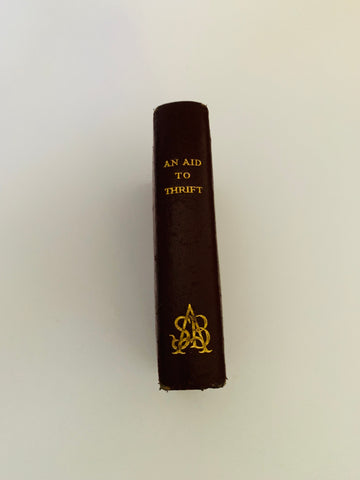 AN AID
TO
THRIFT